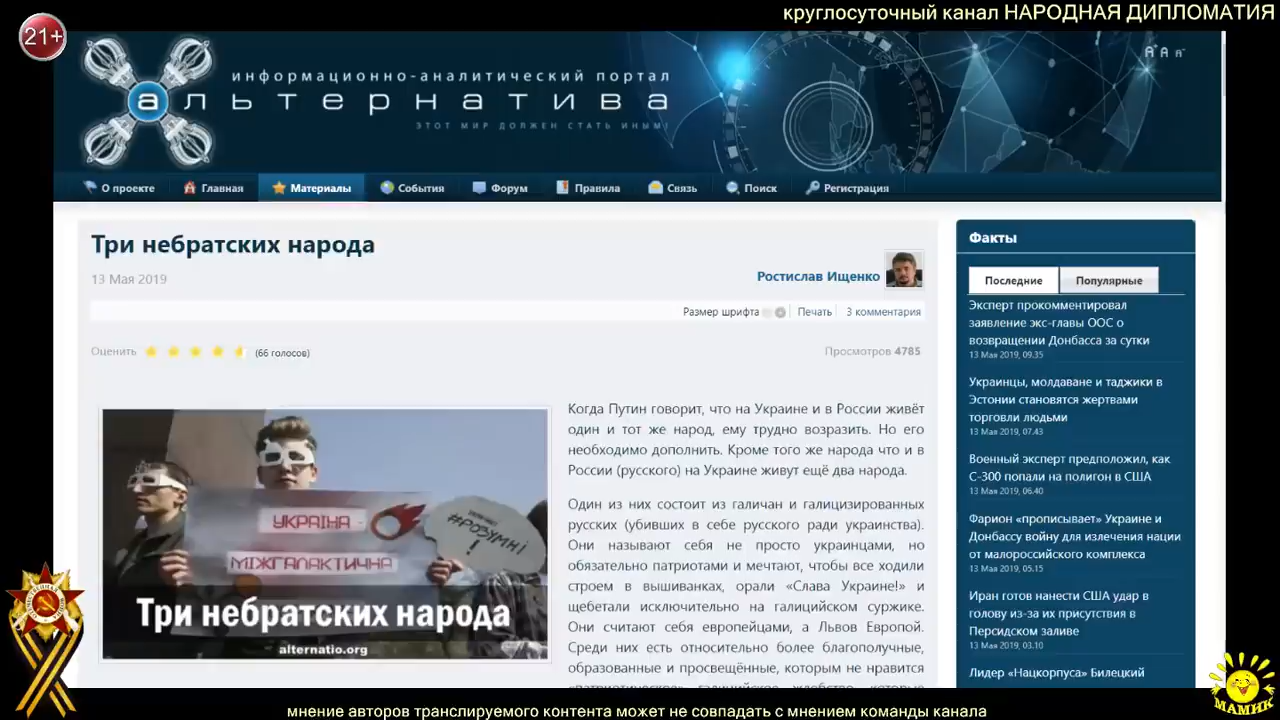 круглосуточный канал НАРОДНАЯ ДИПЛОМАТИЯ
21+
информационно-аналитический портал
альтернатива
ЭТОТ МИР ДОЛЖЕН СТАТЬ ИНЫМ!
А+ А А-
О проекте Главная Материалы События Форум Правила Связь Поиск Регистрация
Три небратских народа
13 Мая 2019
Ростислав Ищенко
Размер шрифта Печать 3 комментария
Оценить (66 голосов) Просмотров 4785
УКРАЇНА -
МІЖГАЛАКТИЧНА
#РОЗУМНІ
Три небратских народа
alternatio.org
Когда Путин говорит, что на Украине и в России живёт
один и тот же народ, ему трудно возразить. Но его
необходимо дополнить. Кроме того же народа что и в
России (русского) на Украине живут ещё два народа.
Один из них состоит из галичан и галицизированных
русских (убивших в себе русского ради украинства).
Они называют себя не просто украинцами, но
обязательно патриотами и мечтают, чтобы все ходили
строем в вышиванках, орали «Слава Украине!» и
щебетали исключительно на галицийском суржике.
Они считают себя европейцами, а Львов Европой.
Среди них есть относительно более благополучные,
образованные и просвещённые, которым не нравится
Факты
Последние Популярные
Эксперт прокомментировал
заявление экс-главы ООС о
возвращении Донбасса за сутки
13 Мая 2019, 09.35
Украинцы, молдаване и таджики в
Эстонии становятся жертвами
торговли людьми
13 Мая 2019, 07.43
Военный эксперт предположил, как
С-300 попали на полигон в США
13 Мая 2019, 06.40
Фарион «прописывает» Украине и
Донбассу войну для излечения нации
от малороссийского комплекса
13 Мая 2019, 05.15
Иран готов нанести США удар в
голову из-за их присутствия в
Персидском заливе
13 Мая 2019, 03.10
Лидер «Нацкорпуса» Билецкий
МАМИК
мнение авторов транслируемого контента может не совпадать с мнением команды канала